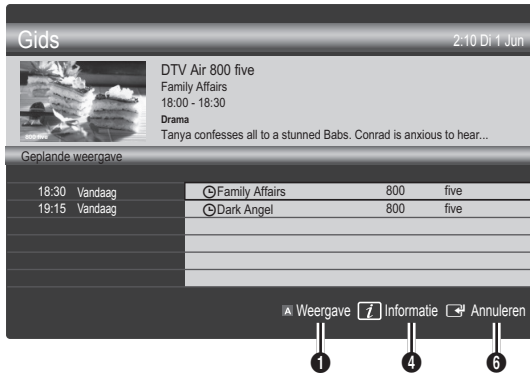 Gids 2:10 Di 1 Jun
DTV Air 800 five
Family Affairs
18:00 - 18:30
Drama
Tanya confesses all to a stunned Babs. Conrad is anxious to hear...
800 five
Geplande weergave
18:30 Vandaag Family Affairs 800 five
19:15 Vandaag Dark Angel 800 five
A Weergave i Informatie Annuleren
1 4 6